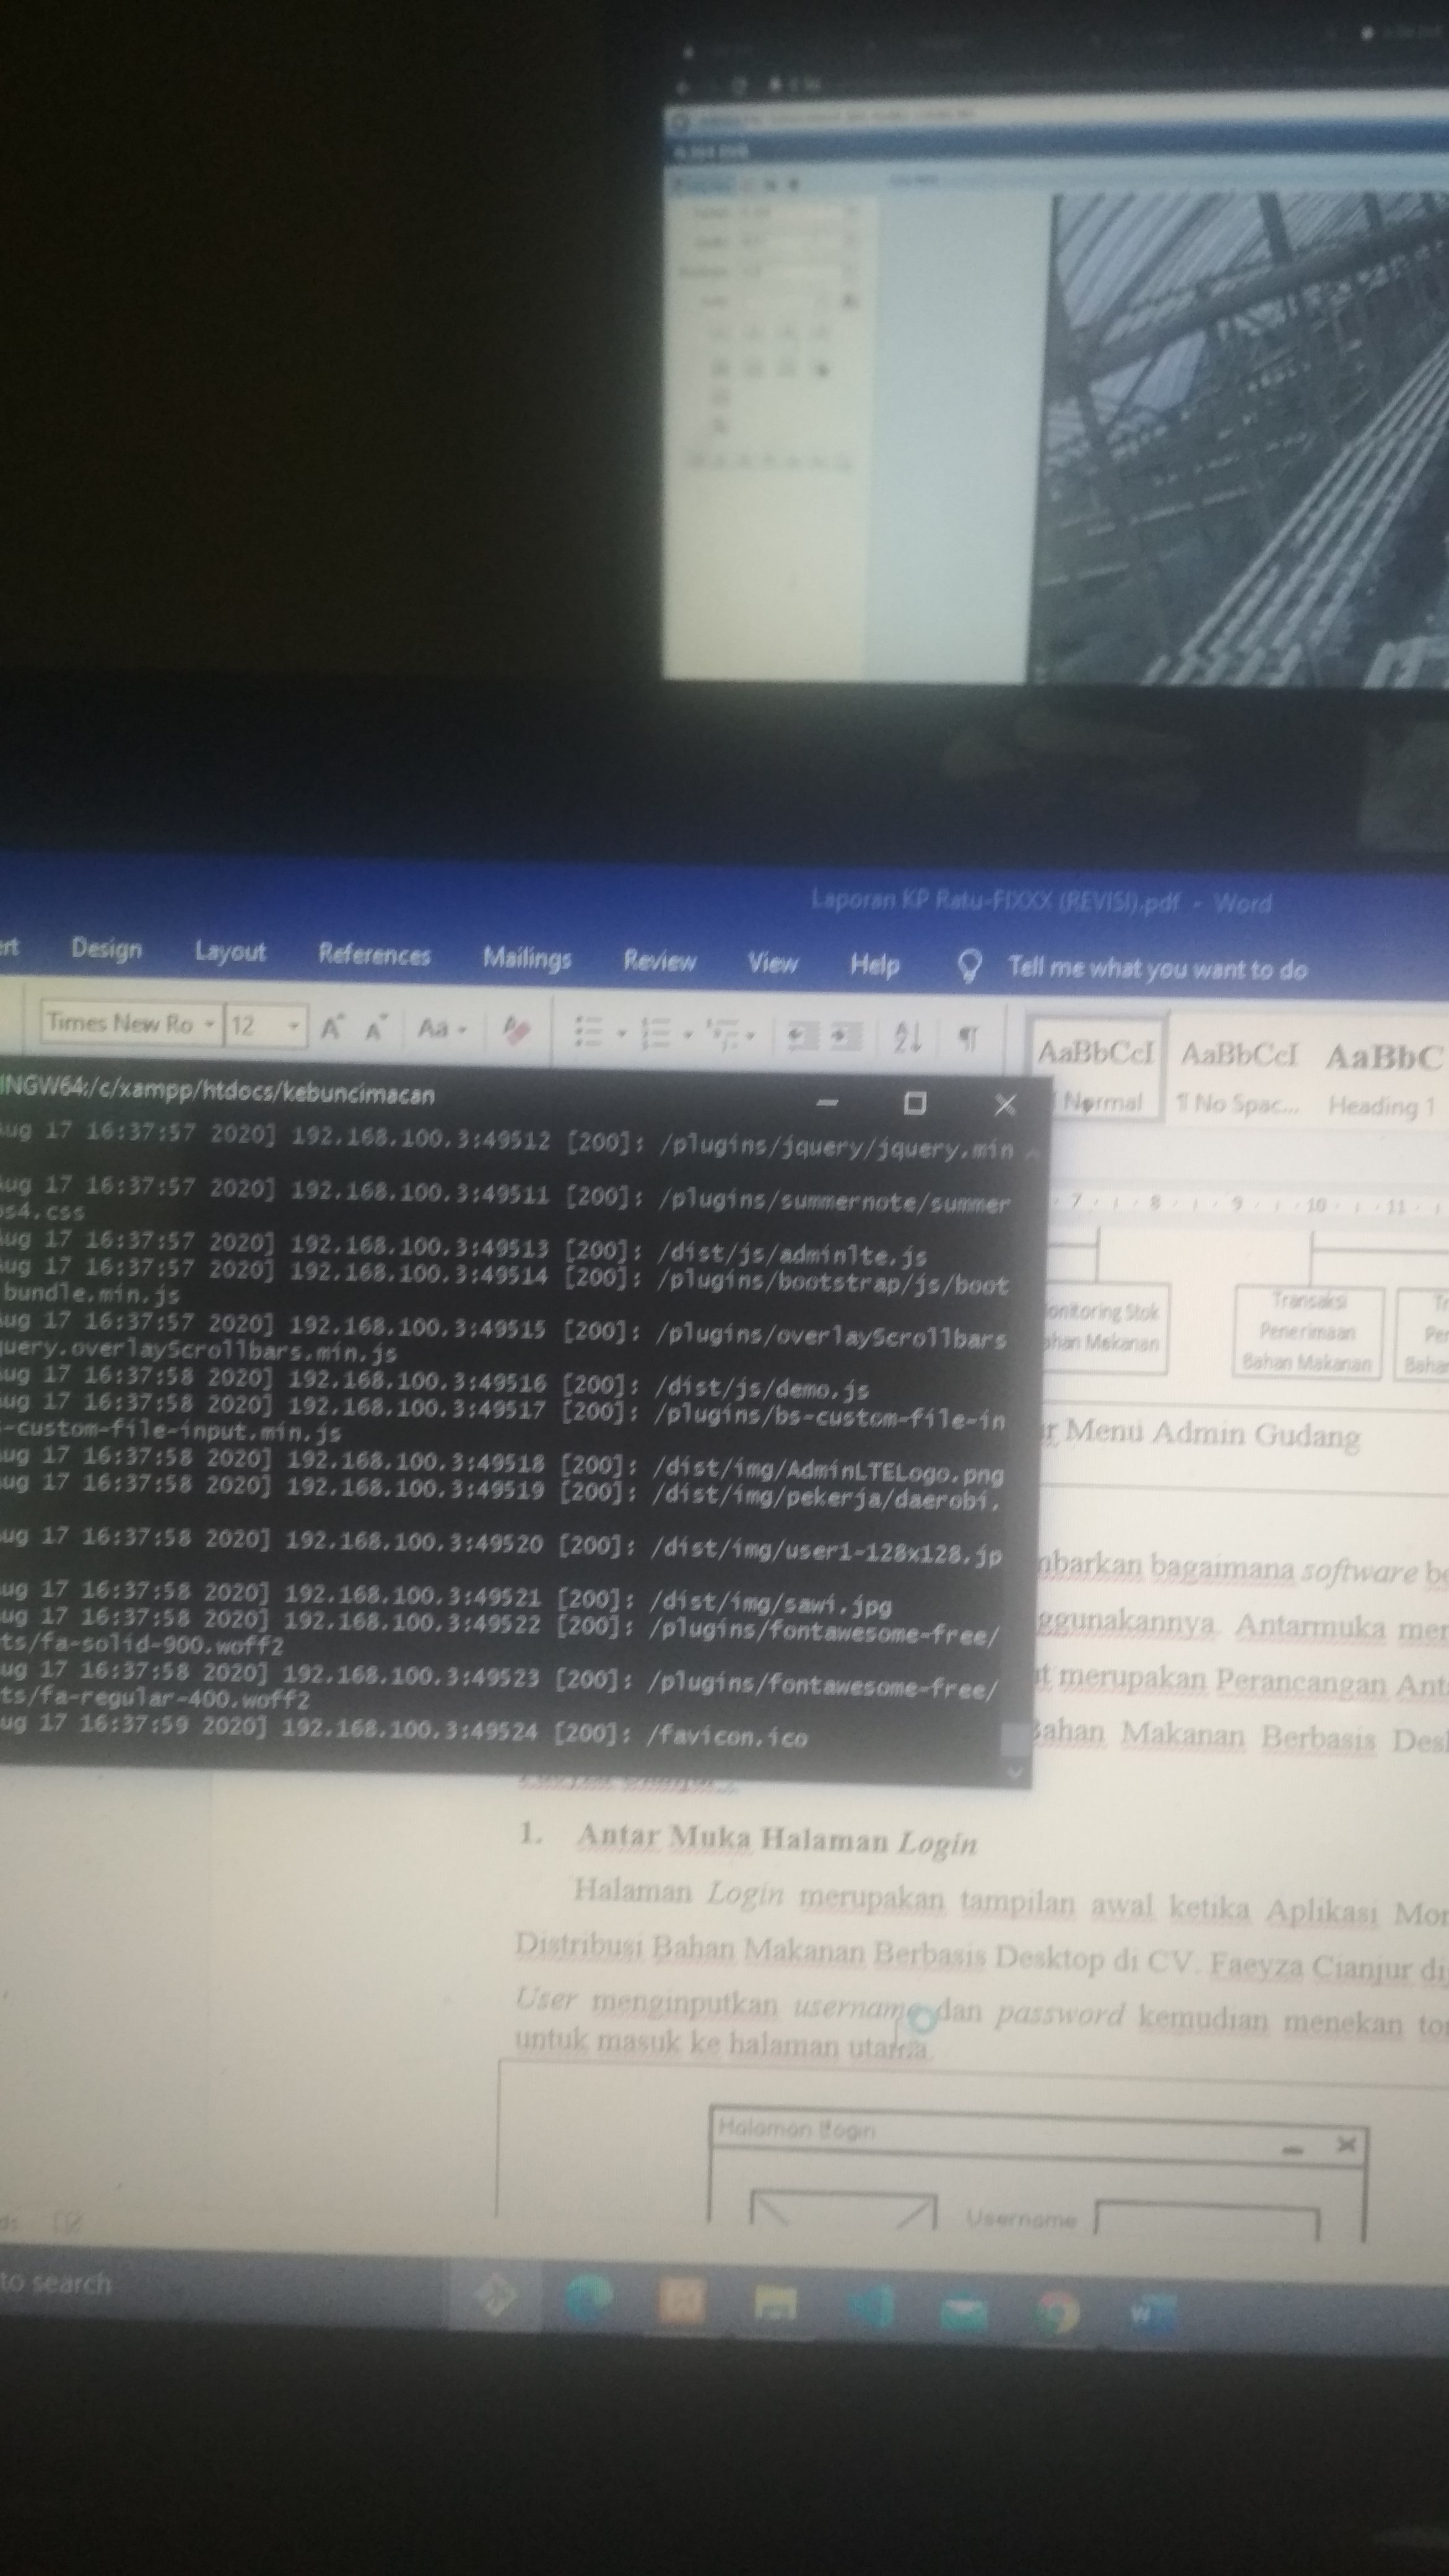 Laporan KP Ratu-FIXXX (REVISI).pdf - Word
Design Layout References Mailings Review View Help Tell me what you want to do
Times New Ro 12 Aa
AaBbCcI AaBbCcI AaBbC
Normal ¶ No Spac... Heading 1
INGW64:/c/xampp/htdocs/kebuncimacan
ug 17 16:37:57 2020] 192.168.100.3:49512 [200]: /plugins/jquery/jquery.min
ug 17 16:37:57 2020] 192.168.100.3:49511 [200]: /plugins/summernote/summer
s4.css
ug 17 16:37:57 2020] 192.168.100.3:49513 [200]: /dist/js/adminlte.js
ug 17 16:37:57 2020] 192.168.100.3:49514 [200]: /plugins/bootstrap/js/boot
bundle.min.js
ug 17 16:37:57 2020] 192.168.100.3:49515 [200]: /plugins/overlayScrollbars
uery.overlayScrollbars.min.js
ug 17 16:37:58 2020] 192.168.100.3:49516 [200]: /dist/js/demo.js
ug 17 16:37:58 2020] 192.168.100.3:49517 [200]: /plugins/bs-custom-file-in
-custom-file-input.min.js
ug 17 16:37:58 2020] 192.168.100.3:49518 [200]: /dist/img/AdminLTELogo.png
ug 17 16:37:58 2020] 192.168.100.3:49519 [200]: /dist/img/pekerja/daerobi.
ug 17 16:37:58 2020] 192.168.100.3:49520 [200]: /dist/img/user1-128x128.jp
ug 17 16:37:58 2020] 192.168.100.3:49521 [200]: /dist/img/sawi.jpg
ug 17 16:37:58 2020] 192.168.100.3:49522 [200]: /plugins/fontawesome-free/
ts/fa-solid-900.woff2
ug 17 16:37:58 2020] 192.168.100.3:49523 [200]: /plugins/fontawesome-free/
ts/fa-regular-400.woff2
ug 17 16:37:59 2020] 192.168.100.3:49524 [200]: /favicon.ico
7 8 9 10 11
onitoring Stok
han Makanan
Transaksi
Penerimaan
Bahan Makanan
r Menu Admin Gudang
nbarkan bagaimana software be
ggunakannya. Antarmuka mer
it merupakan Perancangan Ant
Bahan Makanan Berbasis Desk
1. Antar Muka Halaman Login
Halaman Login merupakan tampilan awal ketika Aplikasi Mon
Distribusi Bahan Makanan Berbasis Desktop di CV. Faeyza Cianjur di
User menginputkan username dan password kemudian menekan to
untuk masuk ke halaman utama.
Halaman Login
Username
to search